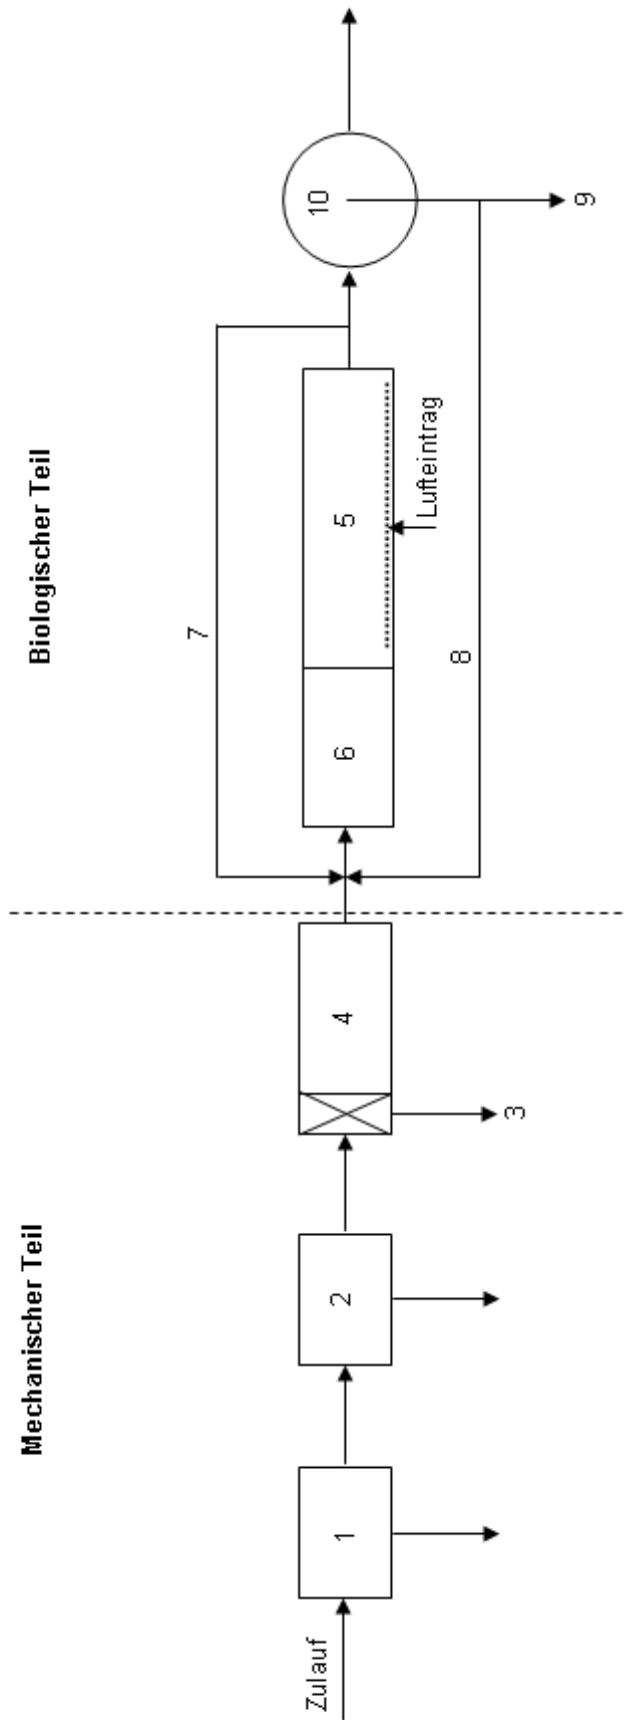 Mechanischer Teil
Biologischer Teil
Zulauf
1
2
3
4
6
5
Lufteintrag
7
8
10
9